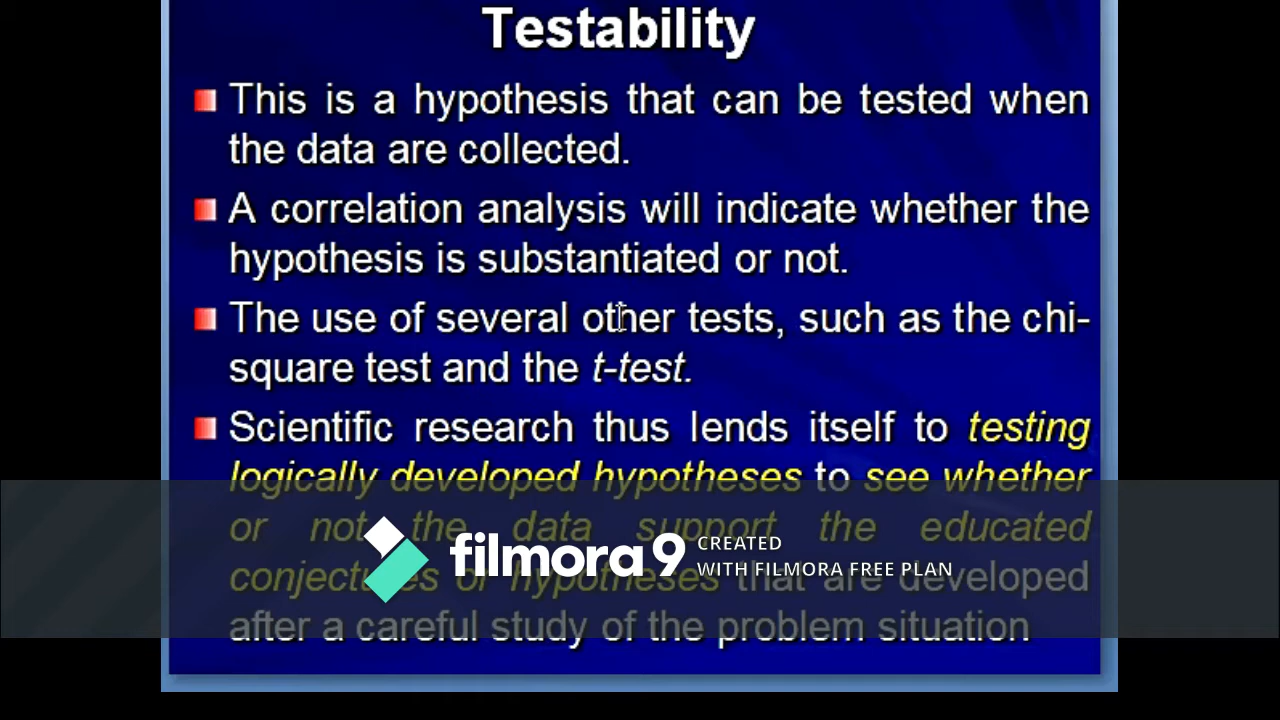 Testability
This is a hypothesis that can be tested when
the data are collected.
A correlation analysis will indicate whether the
hypothesis is substantiated or not.
The use of several other tests, such as the chi-
square test and the t-test.
Scientific research thus lends itself to testing
logically developed hypotheses to see whether
or not the data support the educated
conjectures or hypotheses that are developed
after a careful study of the problem situation
filmora9 CREATED
WITH FILMORA FREE PLAN